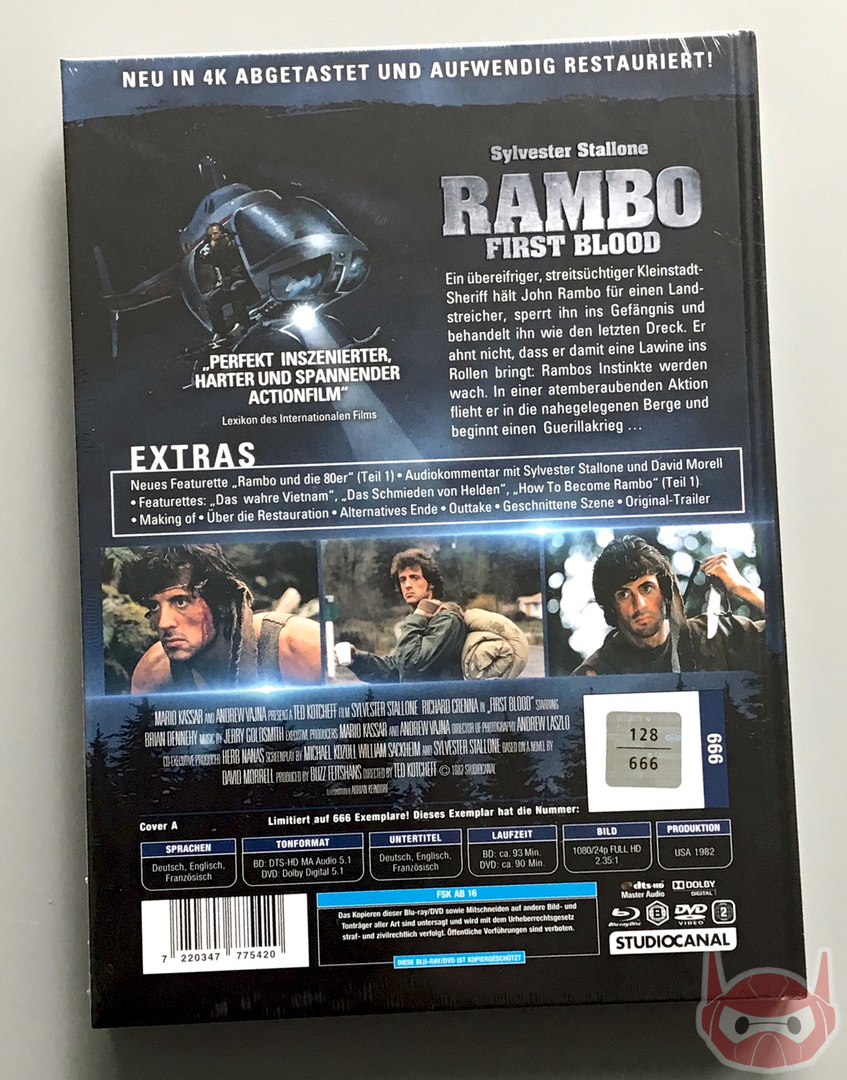 NEU IN 4K ABGETASTET UND AUFWENDIG RESTAURIERT!
Sylvester Stallone
RAMBO
FIRST BLOOD
Ein übereifriger, streitsüchtiger Kleinstadt-
Sheriff hält John Rambo für einen Land-
streicher, sperrt ihn ins Gefängnis und
behandelt ihn wie den letzten Dreck. Er
ahnt nicht, dass er damit eine Lawine ins
Rollen bringt: Rambos Instinkte werden
wach. In einer atemberaubenden Aktion
flieht er in die nahegelegenen Berge und
beginnt einen Guerillakrieg ...
„PERFEKT INSZENIERTER,
HARTER UND SPANNENDER
ACTIONFILM“
Lexikon des Internationalen Films
EXTRAS
Neues Featurette „Rambo und die 80er“ (Teil 1) • Audiokommentar mit Sylvester Stallone und David Morell
• Featurettes: „Das wahre Vietnam“, „Das Schmieden von Helden“, „How To Become Rambo“ (Teil 1)
• Making of • Über die Restauration • Alternatives Ende • Outtake • Geschnittene Szene • Original-Trailer
MARIO KASSAR AND ANDREW VAJNA PRESENT A TED KOTCHEFF FILM SYLVESTER STALLONE RICHARD CRENNA IN „FIRST BLOOD“ STARRING
BRIAN DENNEHY MUSIC BY JERRY GOLDSMITH EXECUTIVE PRODUCERS MARIO KASSAR AND ANDREW VAJNA DIRECTOR OF PHOTOGRAPHY ANDREW LASZLO
CO-EXECUTIVE PRODUCER HERB NANAS SCREENPLAY BY MICHAEL KOZOLL WILLIAM SACKHEIM AND SYLVESTER STALLONE BASED ON A NOVEL BY
DAVID MORRELL PRODUCED BY BUZZ FEITSHANS DIRECTED BY TED KOTCHEFF © 1982 STUDIOCANAL
128
666
666
Cover A
Limitiert auf 666 Exemplare! Dieses Exemplar hat die Nummer:
SPRACHEN
Deutsch, Englisch,
Französisch
TONFORMAT
BD: DTS-HD MA Audio 5.1
DVD: Dolby Digital 5.1
UNTERTITEL
Deutsch, Englisch,
Französisch
LAUFZEIT
BD: ca. 93 Min.
DVD: ca. 90 Min.
BILD
1080/24p FULL HD
2.35:1
PRODUKTION
USA 1982
7 220347 775420
FSK AB 16
Das Kopieren dieser Blu-ray/DVD sowie Mitschneiden auf andere Bild- und
Tonträger aller Art sind untersagt und wird mit dem Urheberrechtsgesetz
straf- und zivilrechtlich verfolgt. Öffentliche Vorführungen sind verboten.
DIESE BLU-RAY/DVD IST KOPIERGESCHÜTZT
dts-HD
Master Audio
DOLBY
DIGITAL
Blu-ray Disc
B
DVD
VIDEO
2
STUDIOCANAL